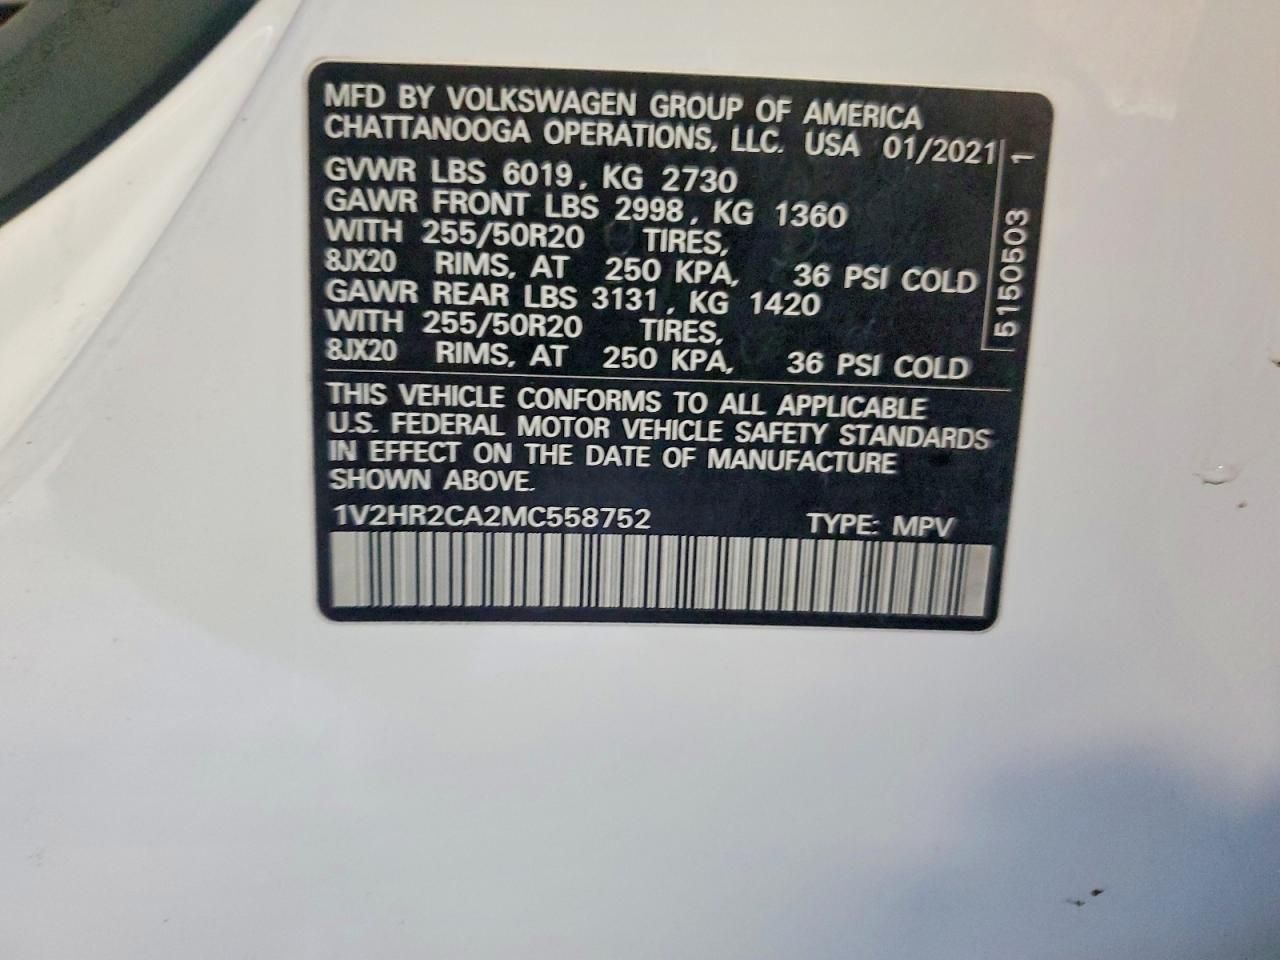 MFD BY VOLKSWAGEN GROUP OF AMERICA
CHATTANOOGA OPERATIONS, LLC. USA 01/2021
GVWR LBS 6019, KG 2730
GAWR FRONT LBS 2998, KG 1360
WITH 255/50R20 TIRES,
8JX20 RIMS, AT 250 KPA, 36 PSI COLD
GAWR REAR LBS 3131, KG 1420
WITH 255/50R20 TIRES,
8JX20 RIMS, AT 250 KPA, 36 PSI COLD
THIS VEHICLE CONFORMS TO ALL APPLICABLE
U.S. FEDERAL MOTOR VEHICLE SAFETY STANDARDS
IN EFFECT ON THE DATE OF MANUFACTURE
SHOWN ABOVE.
1V2HR2CA2MC558752 TYPE: MPV
5150503 1